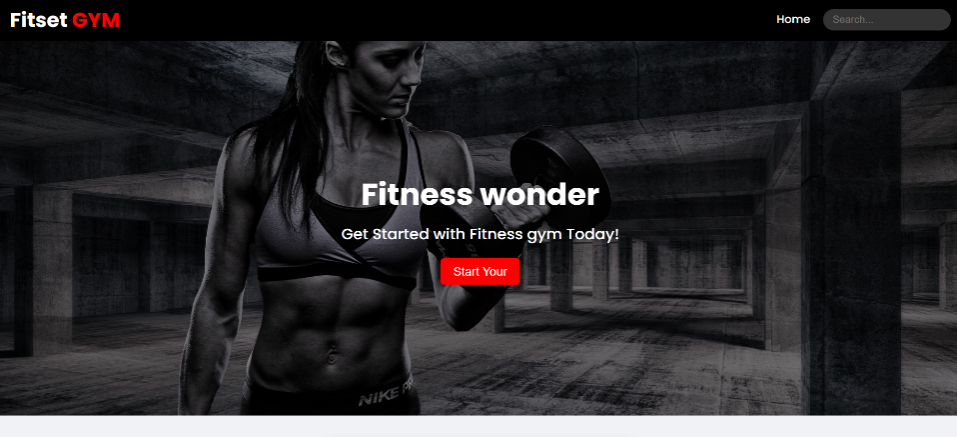 Fitset GYM
Home
Search...
Fitness wonder
Get Started with Fitness gym Today!
Start Your
NIKE PR